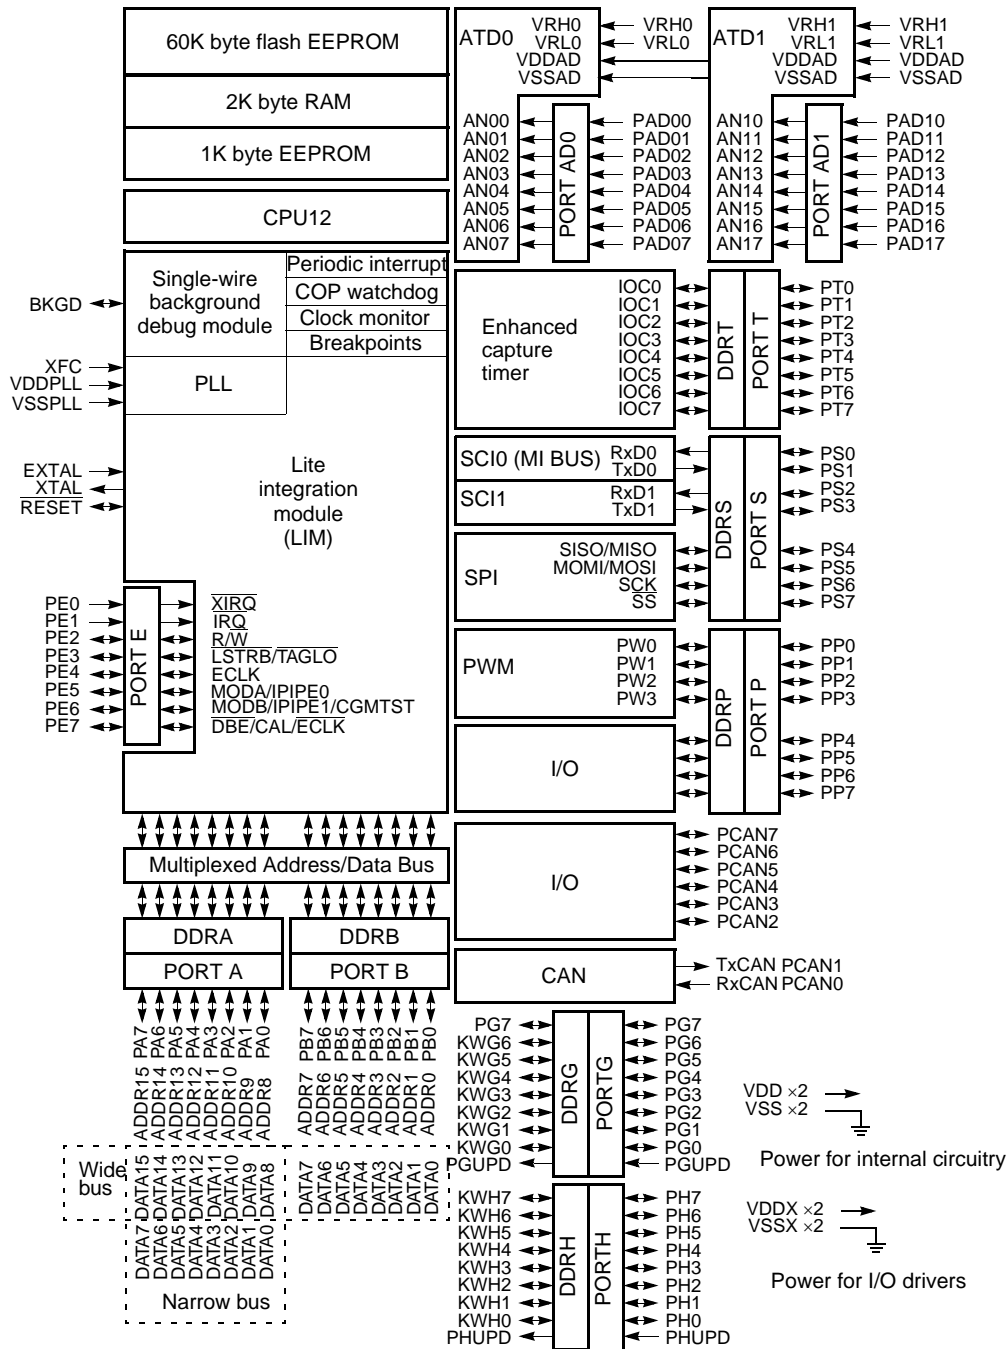 60K byte flash EEPROM
2K byte RAM
1K byte EEPROM
CPU12
Single-wire
background
debug module
Periodic interrupt
COP watchdog
Clock monitor
Breakpoints
PLL
Lite
integration
module
(LIM)
BKGD
XFC
VDDPLL
VSSPLL
EXTAL
XTAL
RESET
PE0
PE1
PE2
PE3
PE4
PE5
PE6
PE7
PORT E
XIRQ
IRQ
R/W
LSTRB/TAGLO
ECLK
MODA/IPIPE0
MODB/IPIPE1/CGMTST
DBE/CAL/ECLK
Multiplexed Address/Data Bus
DDRA
PORT A
DDRB
PORT B
PA7
PA6
PA5
PA4
PA3
PA2
PA1
PA0
PB7
PB6
PB5
PB4
PB3
PB2
PB1
PB0
ADDR15
ADDR14
ADDR13
ADDR12
ADDR11
ADDR10
ADDR9
ADDR8
ADDR7
ADDR6
ADDR5
ADDR4
ADDR3
ADDR2
ADDR1
ADDR0
Wide
bus
DATA15
DATA14
DATA13
DATA12
DATA11
DATA10
DATA9
DATA8
DATA7
DATA6
DATA5
DATA4
DATA3
DATA2
DATA1
DATA0
DATA7
DATA6
DATA5
DATA4
DATA3
DATA2
DATA1
DATA0
Narrow bus
ATD0
VRH0
VRL0
VDDAD
VSSAD
VRH0
VRL0
AN00
AN01
AN02
AN03
AN04
AN05
AN06
AN07
PORT AD0
PAD00
PAD01
PAD02
PAD03
PAD04
PAD05
PAD06
PAD07
ATD1
VRH1
VRL1
VDDAD
VSSAD
VRH1
VRL1
VDDAD
VSSAD
AN10
AN11
AN12
AN13
AN14
AN15
AN16
AN17
PORT AD1
PAD10
PAD11
PAD12
PAD13
PAD14
PAD15
PAD16
PAD17
Enhanced
capture
timer
IOC0
IOC1
IOC2
IOC3
IOC4
IOC5
IOC6
IOC7
DDRT
PORT T
PT0
PT1
PT2
PT3
PT4
PT5
PT6
PT7
SCI0 (MI BUS)
RxD0
TxD0
SCI1
RxD1
TxD1
SPI
SISO/MISO
MOMI/MOSI
SCK
SS
DDRS
PORT S
PS0
PS1
PS2
PS3
PS4
PS5
PS6
PS7
PWM
PW0
PW1
PW2
PW3
I/O
DDRP
PORT P
PP0
PP1
PP2
PP3
PP4
PP5
PP6
PP7
I/O
PCAN7
PCAN6
PCAN5
PCAN4
PCAN3
PCAN2
CAN
TxCAN PCAN1
RxCAN PCAN0
PG7
KWG6
KWG5
KWG4
KWG3
KWG2
KWG1
KWG0
PGUPD
DDRG
PORTG
PG7
PG6
PG5
PG4
PG3
PG2
PG1
PG0
PGUPD
KWH7
KWH6
KWH5
KWH4
KWH3
KWH2
KWH1
KWH0
PHUPD
DDRH
PORTH
PH7
PH6
PH5
PH4
PH3
PH2
PH1
PH0
PHUPD
VDD ×2
VSS ×2
Power for internal circuitry
VDDX ×2
VSSX ×2
Power for I/O drivers